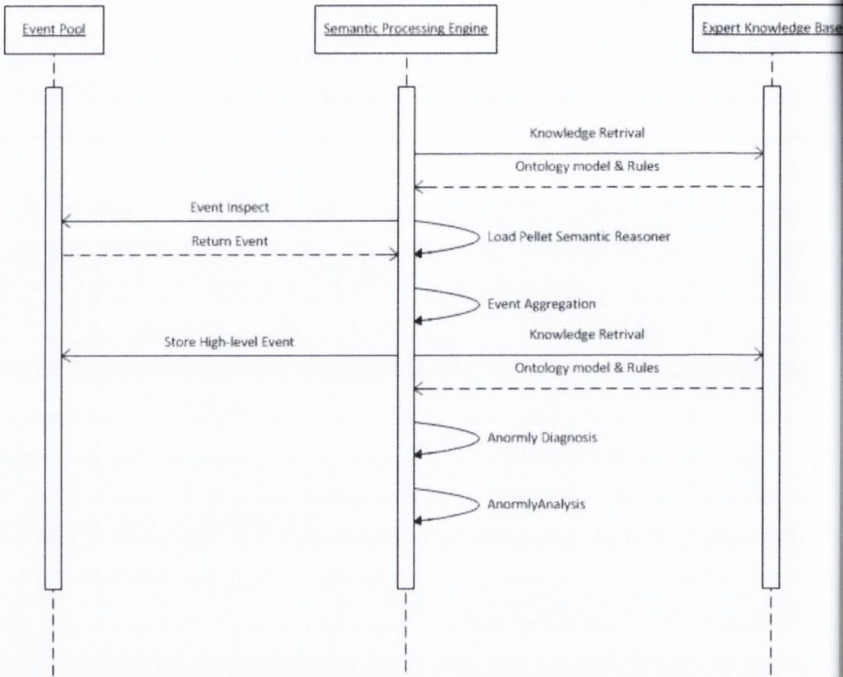 Event Pool
Semantic Processing Engine
Expert Knowledge Base
Knowledge Retrival
Ontology model & Rules
Event Inspect
Load Pellet Semantic Reasoner
Return Event
Event Aggregation
Knowledge Retrival
Store High-level Event
Ontology model & Rules
Anormly Diagnosis
AnormlyAnalysis